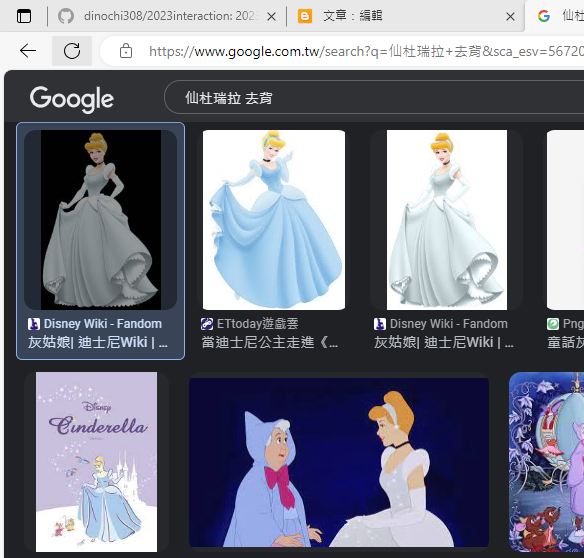 dinochi308/2023interaction: 202
文章：編輯
仙杜
https://www.google.com.tw/search?q=仙杜瑞拉+去背&sca_esv=56720
Google
仙杜瑞拉 去背
Disney Wiki - Fandom
灰姑娘| 迪士尼Wiki | ...
ETtoday遊戲雲
當迪士尼公主走進《...
Disney Wiki - Fandom
灰姑娘| 迪士尼Wiki | ...
Png
童話灰
Disney
Cinderella